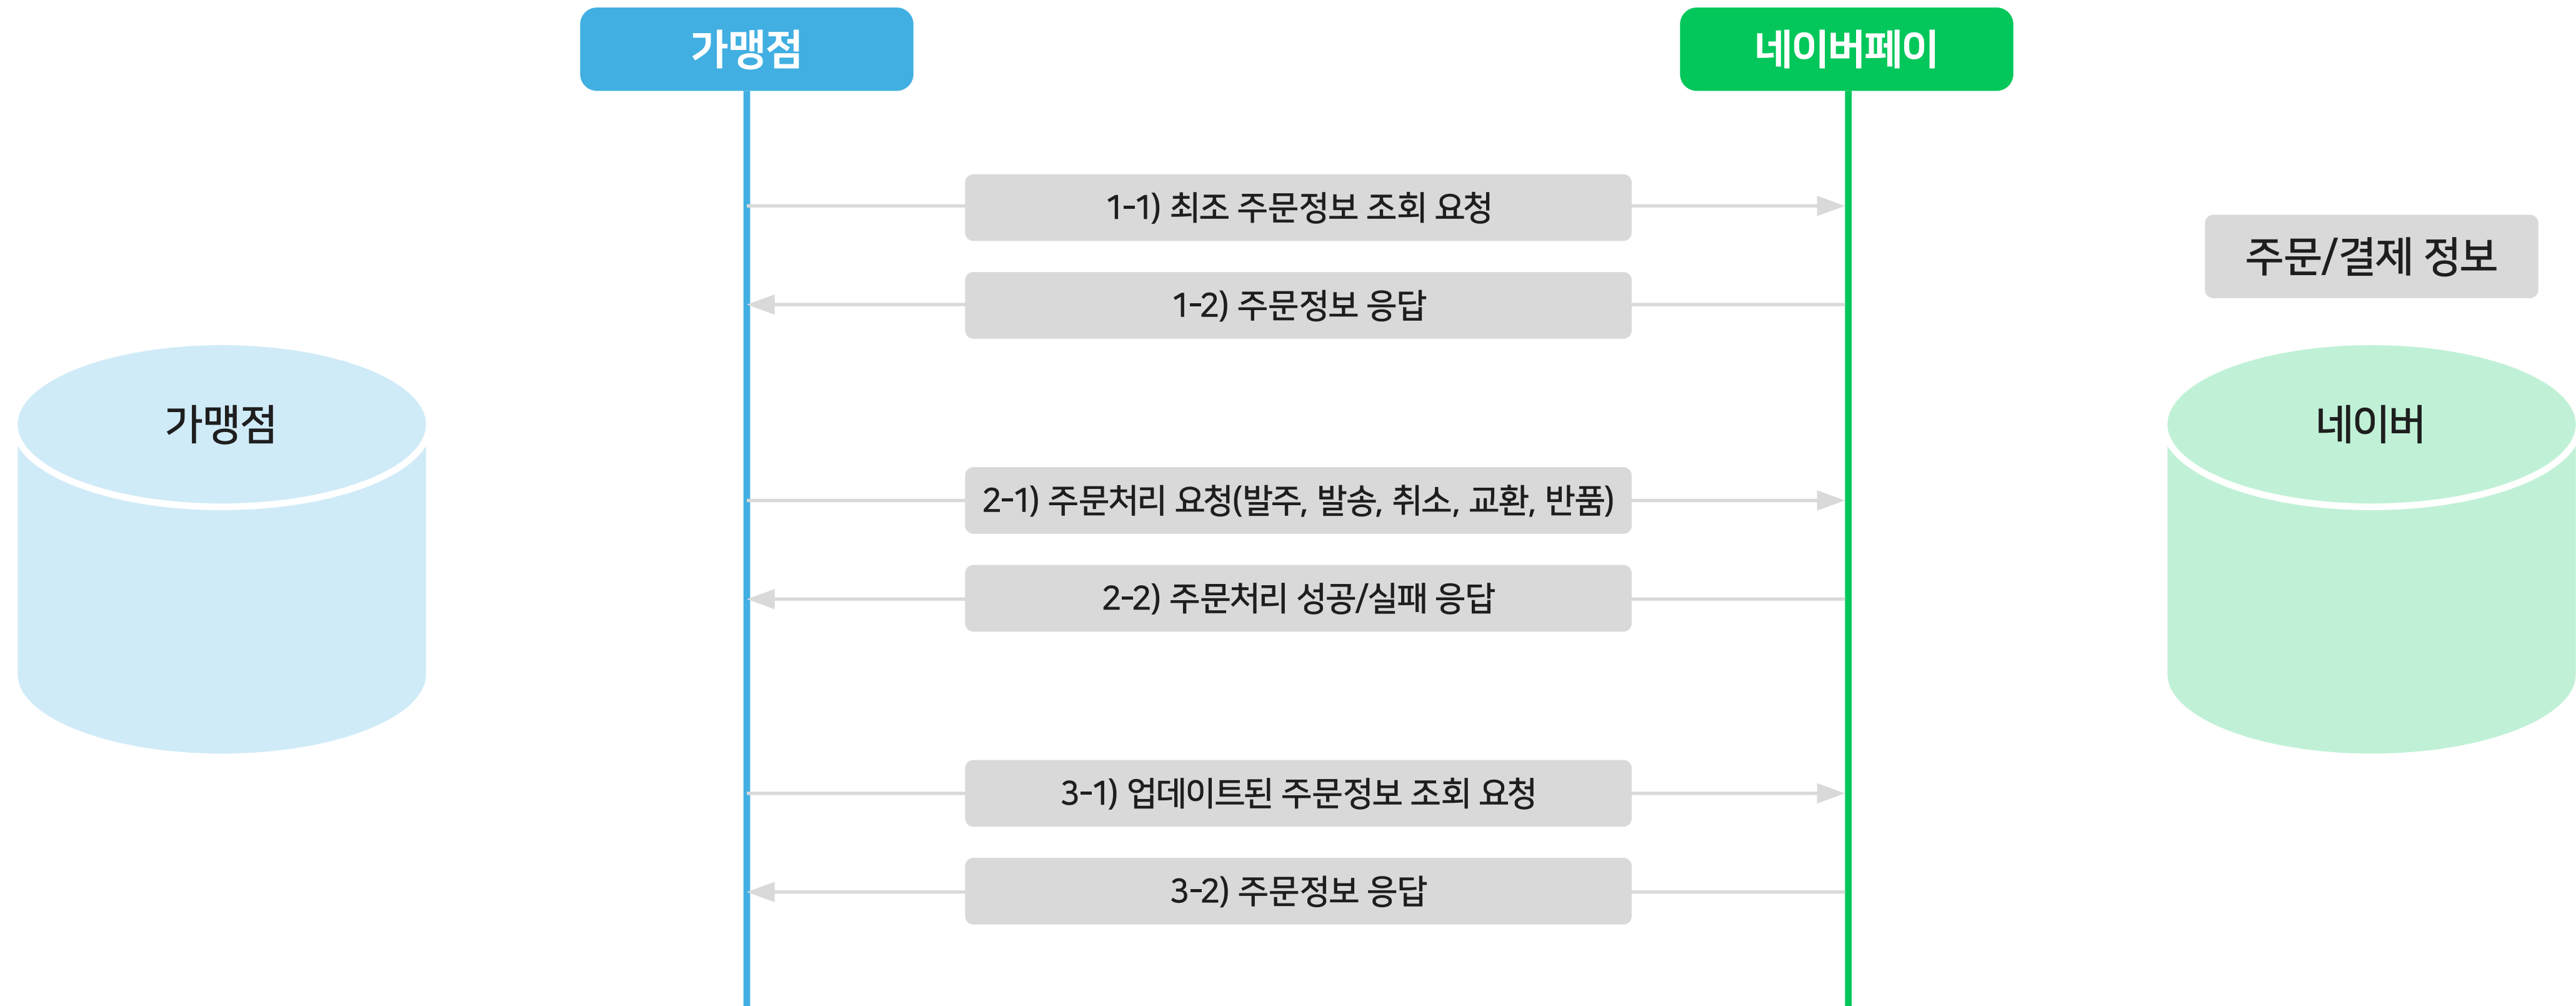 가맹점
네이버페이
1-1) 최초 주문정보 조회 요청
주문/결제 정보
1-2) 주문정보 응답
가맹점
네이버
2-1) 주문처리 요청(발주, 발송, 취소, 교환, 반품)
2-2) 주문처리 성공/실패 응답
3-1) 업데이트된 주문정보 조회 요청
3-2) 주문정보 응답